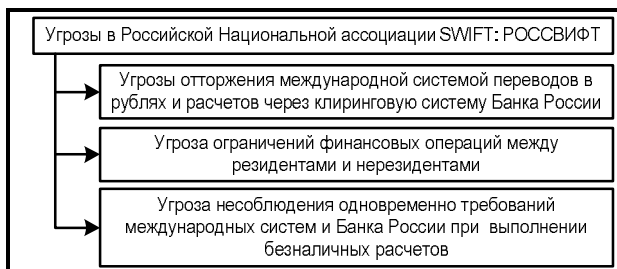 Угрозы в Российской Национальной ассоциации SWIFT: РОССВИФТ
Угрозы отторжения международной системой переводов в
рублях и расчетов через клиринговую систему Банка России
Угроза ограничений финансовых операций между
резидентами и нерезидентами
Угроза несоблюдения одновременно требований
международных систем и Банка России при выполнении
безналичных расчетов